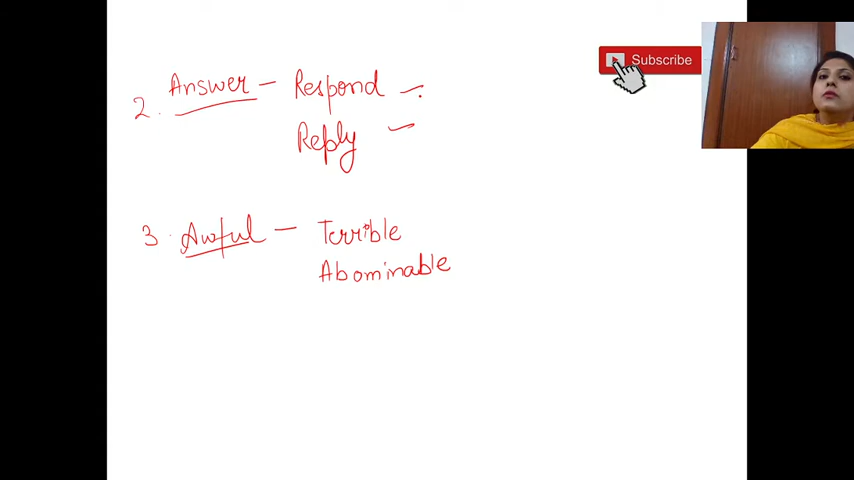 2. Answer - Respond
Reply
3. Awful - Terrible
Abominable
Subscribe